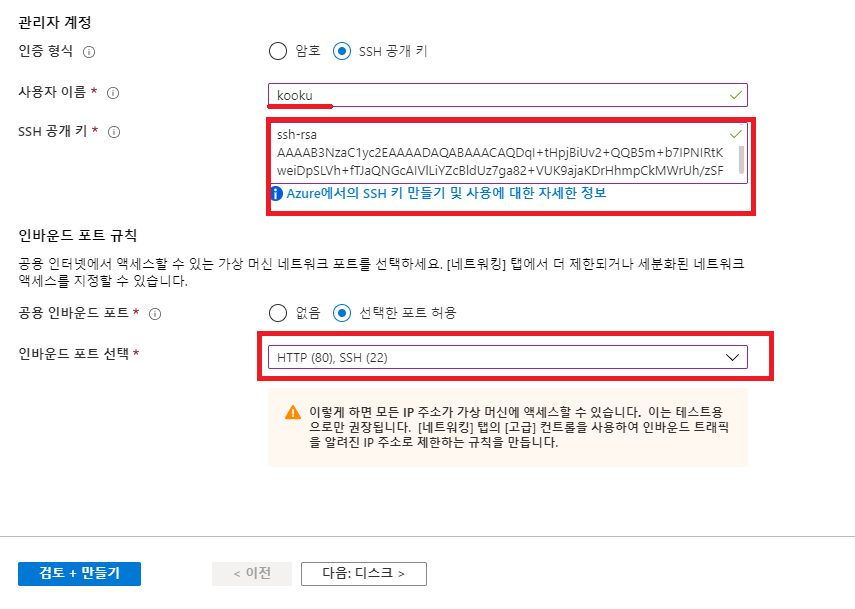 관리자 계정
인증 형식
암호 SSH 공개 키
사용자 이름 *
kooku
SSH 공개 키 *
ssh-rsa
AAAAB3NzaC1yc2EAAAADAQABAAACAQDqI+tHpjBiUv2+QQB5m+b7IPNIRtK
weiDpSLVh+fTJaQNGcAIVlLiYZcBldUz7ga82+VUK9ajaKDrHhmpCkMWrUh/zSF
Azure에서의 SSH 키 만들기 및 사용에 대한 자세한 정보
인바운드 포트 규칙
공용 인터넷에서 액세스할 수 있는 가상 머신 네트워크 포트를 선택하세요. [네트워킹] 탭에서 더 제한되거나 세분화된 네트워크
액세스를 지정할 수 있습니다.
공용 인바운드 포트 *
없음 선택한 포트 허용
인바운드 포트 선택 *
HTTP (80), SSH (22)
이렇게 하면 모든 IP 주소가 가상 머신에 액세스할 수 있습니다. 이는 테스트용
으로만 권장됩니다. [네트워킹] 탭의 [고급] 컨트롤을 사용하여 인바운드 트래픽
을 알려진 IP 주소로 제한하는 규칙을 만듭니다.
검토 + 만들기
< 이전
다음: 디스크 >